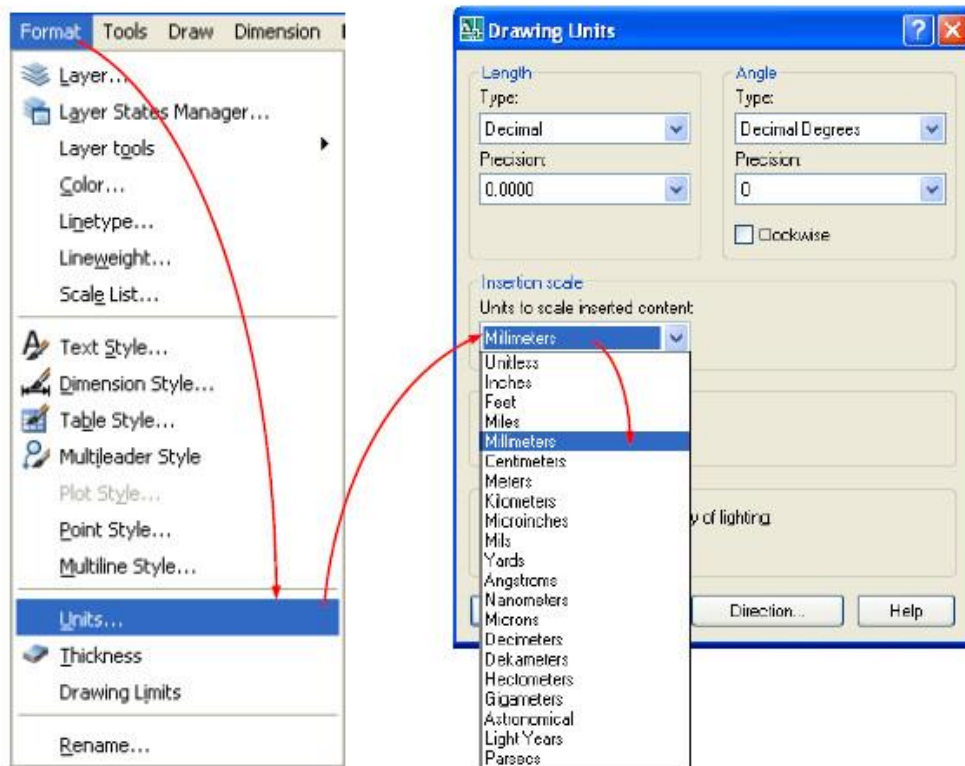 Format Tools Draw Dimension
Layer...
Layer States Manager...
Layer tools
Color...
Linetype...
Lineweight...
Scale List...
Text Style...
Dimension Style...
Table Style...
Multileader Style
Plot Style...
Point Style...
Multiline Style...
Units...
Thickness
Drawing Limits
Rename...
Drawing Units
Length
Type:
Decimal
Precision:
0.0000
Angle
Type:
Decimal Degrees
Precision:
0
Clockwise
Insertion scale
Units to scale inserted content:
Millimeters
Unitless
Inches
Feet
Miles
Millimeters
Centimeters
Meters
Kilometers
Microinches
Mils
Yards
Angstroms
Nanometers
Microns
Decimeters
Dekameters
Hectometers
Gigameters
Astronomical
Light Years
Parsecs
y of lighting:
Direction...
Help